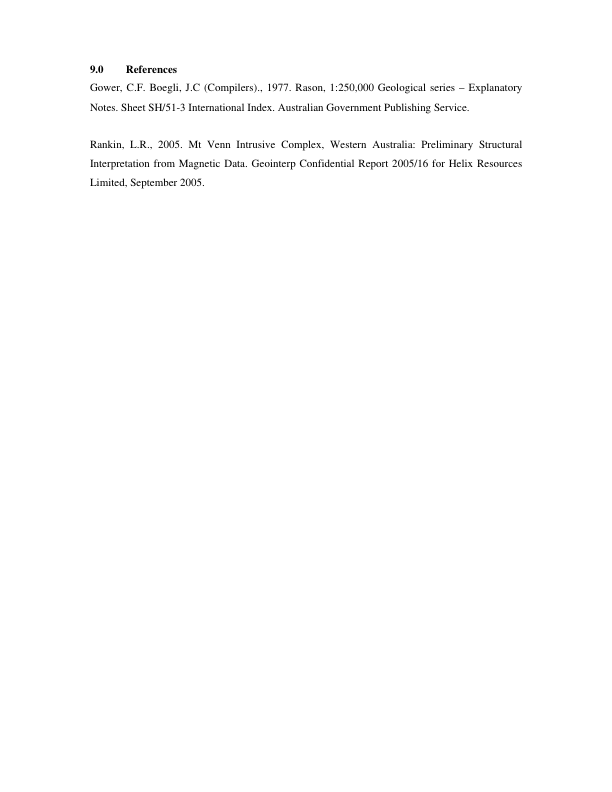 9.0 References
Gower, C.F. Boegli, J.C (Compilers)., 1977. Rason, 1:250,000 Geological series – Explanatory
Notes. Sheet SH/51-3 International Index. Australian Government Publishing Service.
Rankin, L.R., 2005. Mt Venn Intrusive Complex, Western Australia: Preliminary Structural
Interpretation from Magnetic Data. Geointerp Confidential Report 2005/16 for Helix Resources
Limited, September 2005.